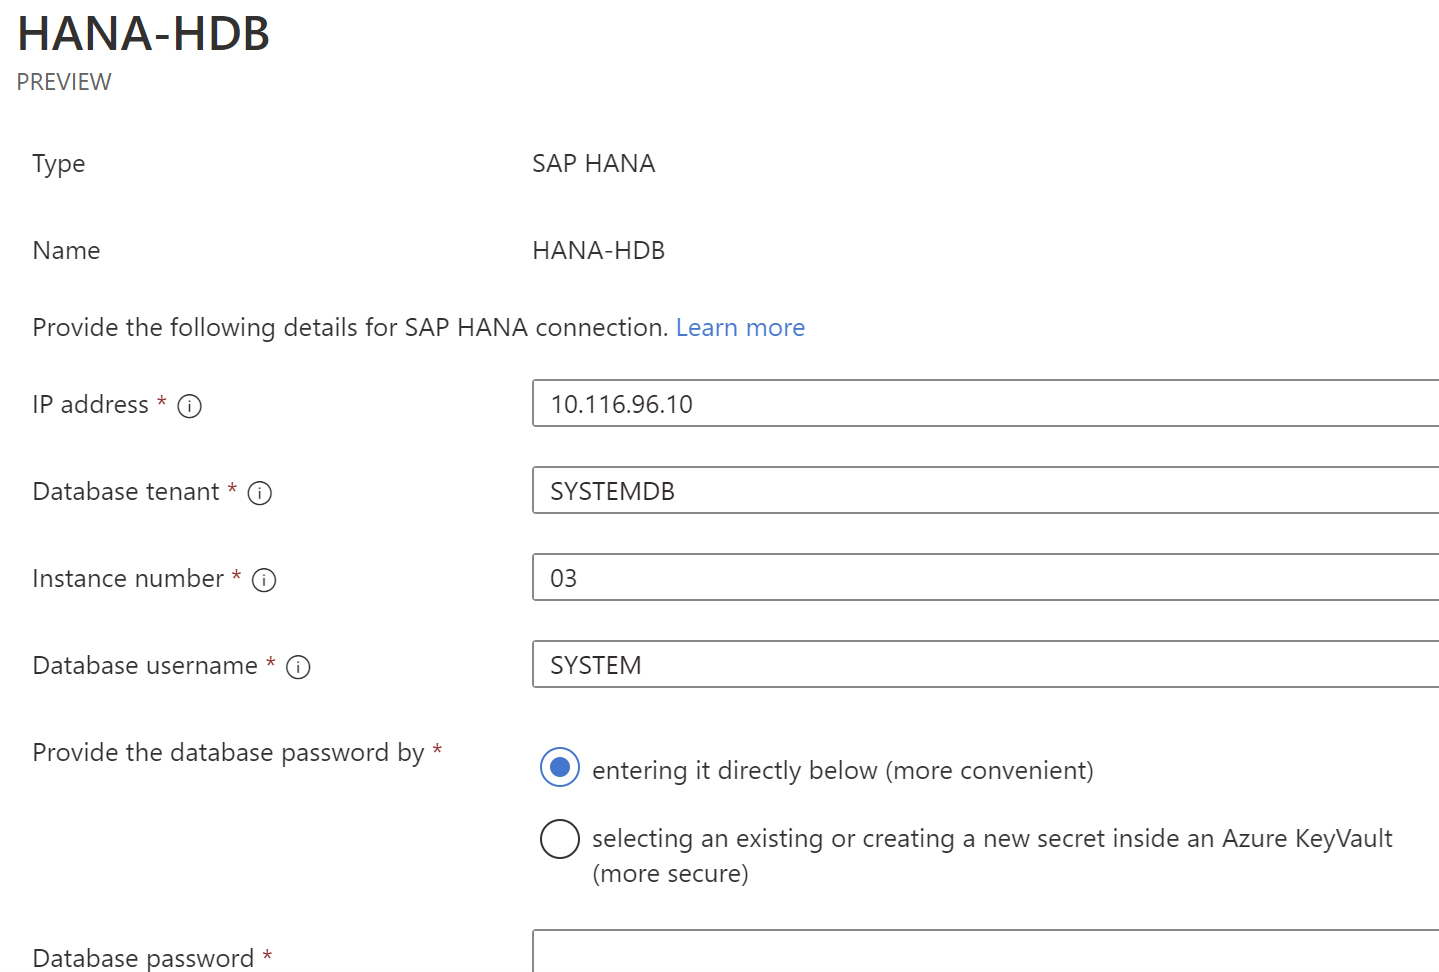 HANA-HDB
PREVIEW
Type SAP HANA
Name HANA-HDB
Provide the following details for SAP HANA connection. Learn more
IP address * 10.116.96.10
Database tenant * SYSTEMDB
Instance number * 03
Database username * SYSTEM
Provide the database password by *
entering it directly below (more convenient)
selecting an existing or creating a new secret inside an Azure KeyVault
(more secure)
Database password *